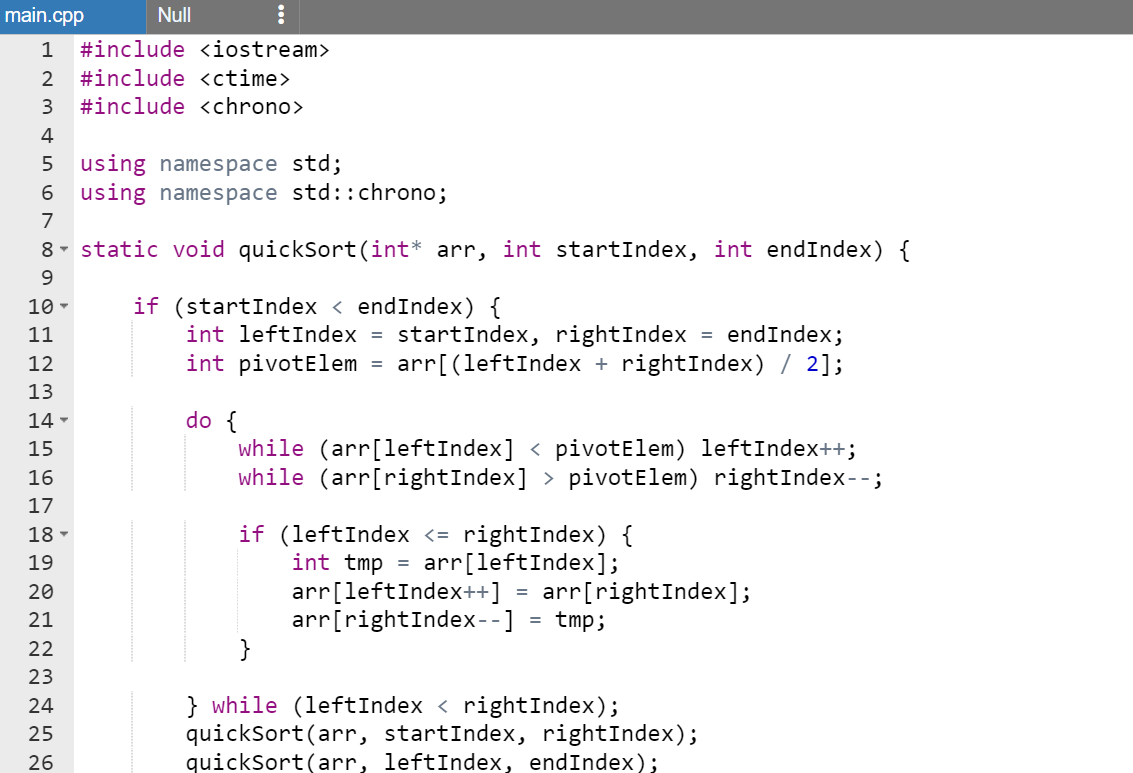 main.cpp Null
1 #include <iostream>
2 #include <ctime>
3 #include <chrono>
4
5 using namespace std;
6 using namespace std::chrono;
7
8 static void quickSort(int* arr, int startIndex, int endIndex) {
9
10     if (startIndex < endIndex) {
11         int leftIndex = startIndex, rightIndex = endIndex;
12         int pivotElem = arr[(leftIndex + rightIndex) / 2];
13
14         do {
15             while (arr[leftIndex] < pivotElem) leftIndex++;
16             while (arr[rightIndex] > pivotElem) rightIndex--;
17
18             if (leftIndex <= rightIndex) {
19                 int tmp = arr[leftIndex];
20                 arr[leftIndex++] = arr[rightIndex];
21                 arr[rightIndex--] = tmp;
22             }
23
24         } while (leftIndex < rightIndex);
25         quickSort(arr, startIndex, rightIndex);
26         quickSort(arr, leftIndex, endIndex);